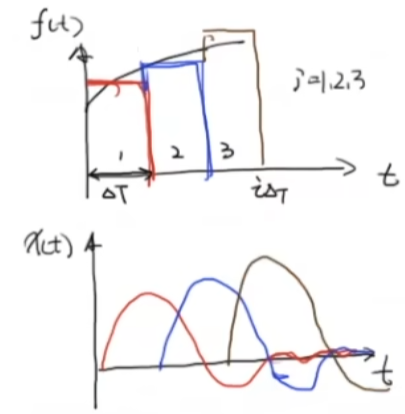 f(t)
i=1,2,3
1 2 3
ΔT iΔT t
x(t)
t